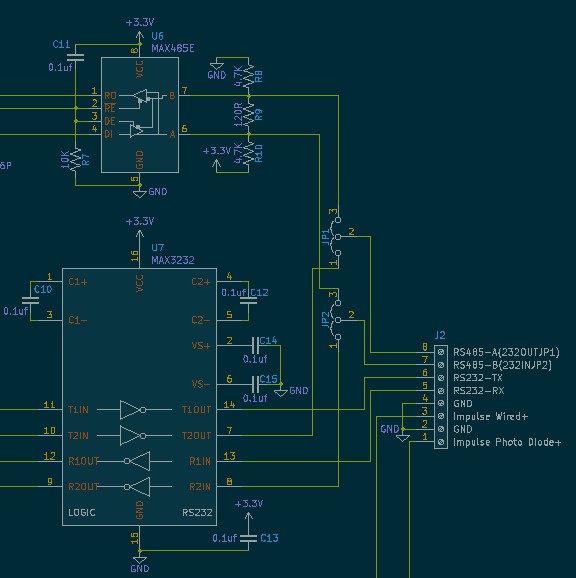 +3.3V
C11
0.1uf
8
VCC
U6
MAX485E
1 RO
2 RE
3 DE
4 DI
B 7
A 6
GND
5
GND
10K
R7
6P
GND
4.7K
R8
120R
R9
4.7K
R10
+3.3V
+3.3V
16
VCC
U7
MAX3232
C10
0.1uf
1 C1+
3 C1-
C2+ 4
C2- 5
0.1uf C12
VS+ 2
C14
0.1uf
VS- 6
C15
0.1uf
GND
11 T1IN
T1OUT 14
10 T2IN
T2OUT 7
12 R1OUT
R1IN 13
9 R2OUT
R2IN 8
LOGIC
GND
RS232
15
GND
+3.3V
0.1uf C13
3
JP1
2
1
3
JP2
2
1
J2
8 RS485-A(232OUTJP1)
7 RS485-B(232INJP2)
6 RS232-TX
5 RS232-RX
4 GND
3 Impulse Wired+
2 GND
1 Impulse Photo Diode+
GND